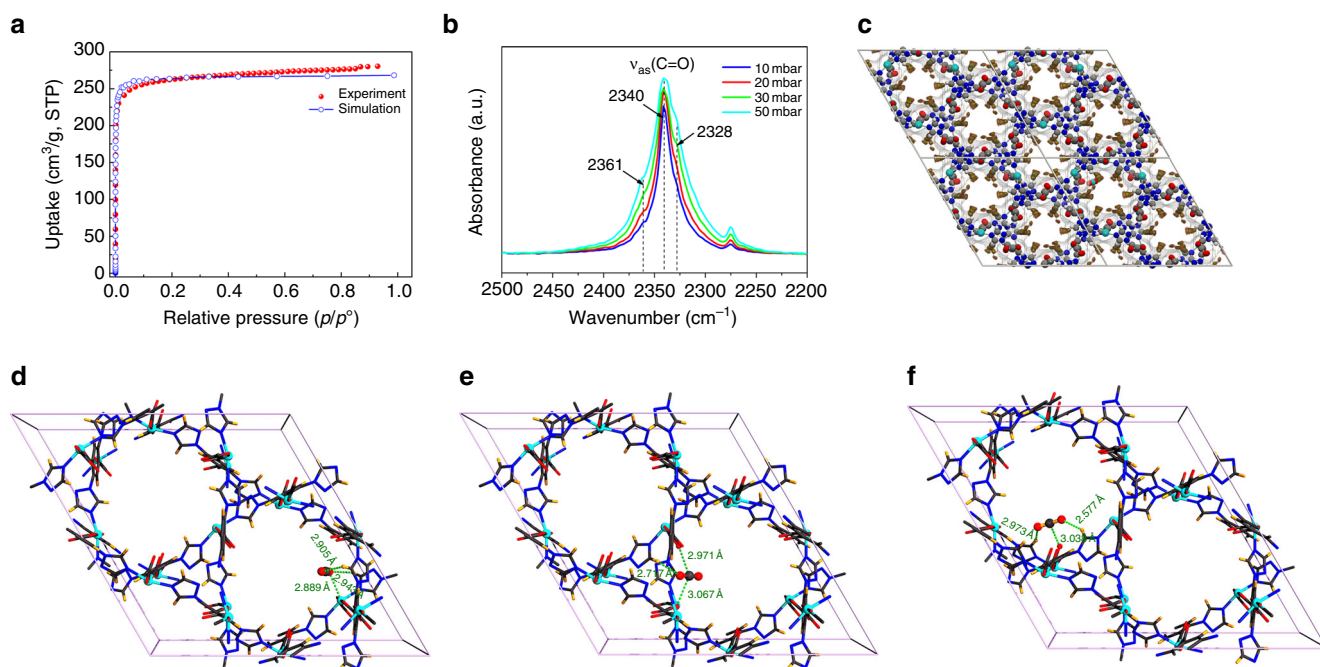 a
300
250
200
150
100
50
0
Uptake (cm³/g, STP)
Experiment
Simulation
0.0 0.2 0.4 0.6 0.8 1.0
Relative pressure (p/p°)
b
νas(C=O)
2340
2328
2361
10 mbar
20 mbar
30 mbar
50 mbar
Absorbance (a.u.)
2500 2450 2400 2350 2300 2250 2200
Wavenumber (cm⁻¹)
c
d
2.905 Å
2.889 Å
e
2.971 Å
2.717 Å
3.067 Å
f
2.973 Å
2.577 Å